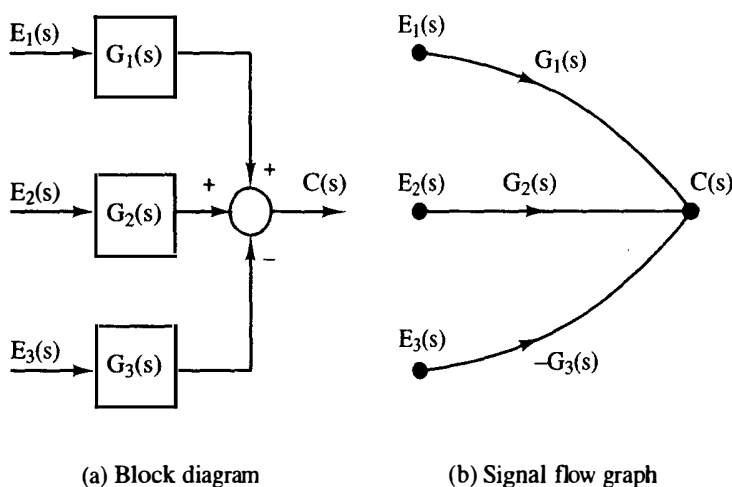 E₁(s)
G₁(s)
+
E₂(s)
G₂(s)
+
C(s)
−
E₃(s)
G₃(s)
(a) Block diagram
E₁(s)
G₁(s)
E₂(s)
G₂(s)
C(s)
E₃(s)
−G₃(s)
(b) Signal flow graph